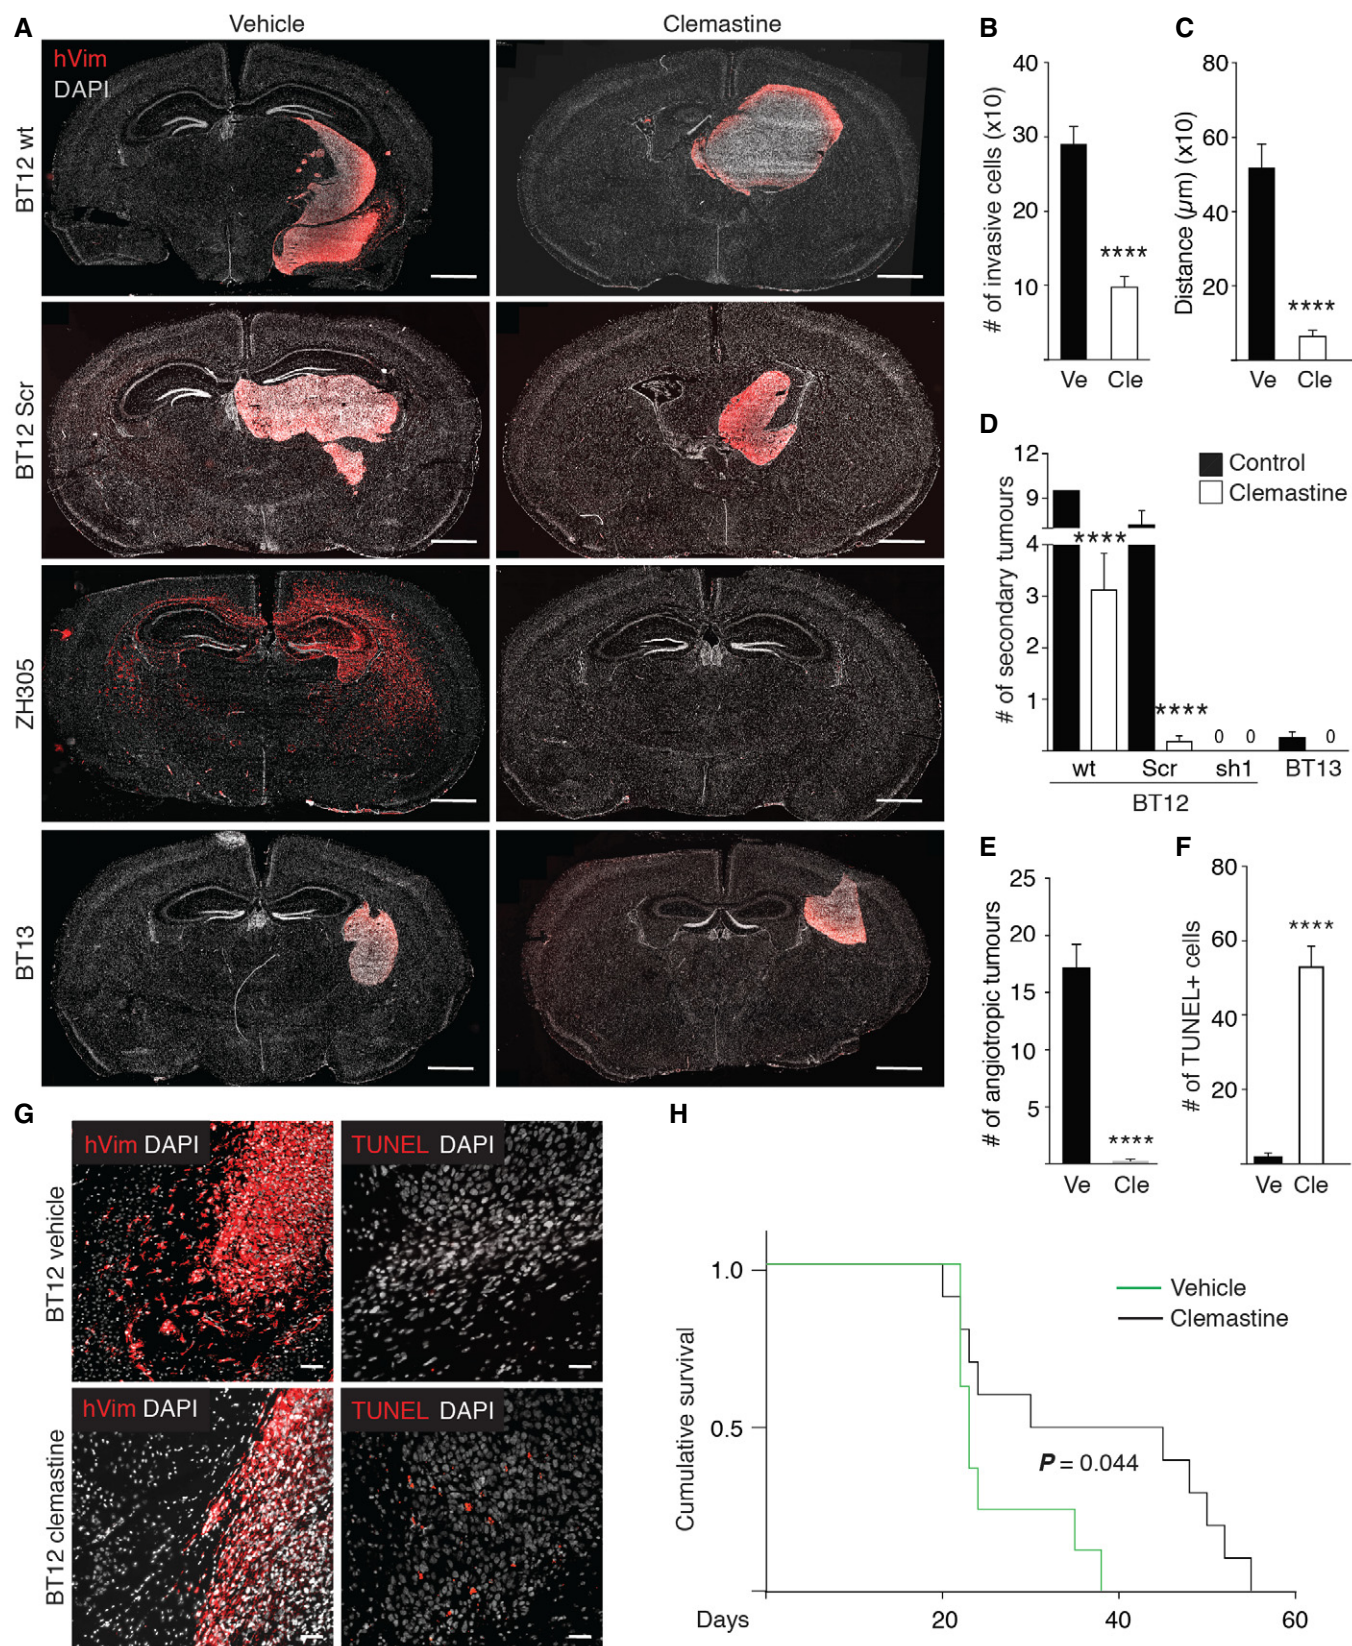 A
Vehicle
Clemastine
hVim
DAPI
BT12 wt
BT12 Scr
ZH305
BT13
B
# of invasive cells (x10)
40
30
20
10
****
Ve Cle
C
Distance (µm) (x10)
80
60
40
20
****
Ve Cle
D
# of secondary tumours
12
9
4
3
2
1
Control
Clemastine
****
****
0 0
0
wt Scr sh1 BT13
BT12
E
# of angiotropic tumours
25
20
15
10
5
****
Ve Cle
F
# of TUNEL+ cells
80
60
40
20
****
Ve Cle
G
BT12 vehicle
hVim DAPI
TUNEL DAPI
BT12 clemastine
hVim DAPI
TUNEL DAPI
H
Cumulative survival
1.0
0.5
Vehicle
Clemastine
P = 0.044
Days 20 40 60